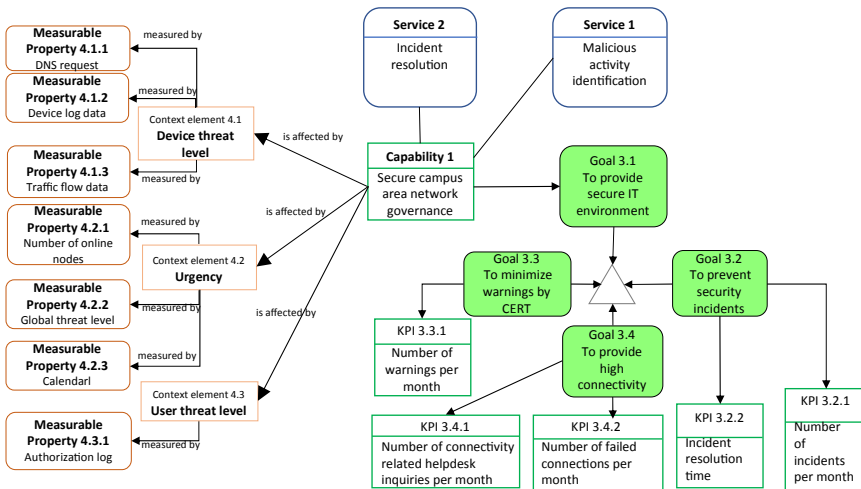 Measurable
Property 4.1.1
DNS request
measured by
Measurable
Property 4.1.2
Device log data
measured by
Measurable
Property 4.1.3
Traffic flow data
measured by
Context element 4.1
Device threat
level
is affected by
Measurable
Property 4.2.1
Number of online
nodes
measured by
Measurable
Property 4.2.2
Global threat level
measured by
Measurable
Property 4.2.3
Calendarl
measured by
Context element 4.2
Urgency
is affected by
Measurable
Property 4.3.1
Authorization log
measured by
Context element 4.3
User threat level
is affected by
Service 2
Incident
resolution
Service 1
Malicious
activity
identification
Capability 1
Secure campus
area network
governance
Goal 3.1
To provide
secure IT
environment
Goal 3.3
To minimize
warnings by
CERT
Goal 3.2
To prevent
security
incidents
Goal 3.4
To provide
high
connectivity
KPI 3.3.1
Number of
warnings per
month
KPI 3.4.1
Number of connectivity
related helpdesk
inquiries per month
KPI 3.4.2
Number of failed
connections per
month
KPI 3.2.2
Incident
resolution
time
KPI 3.2.1
Number
of
incidents
per month